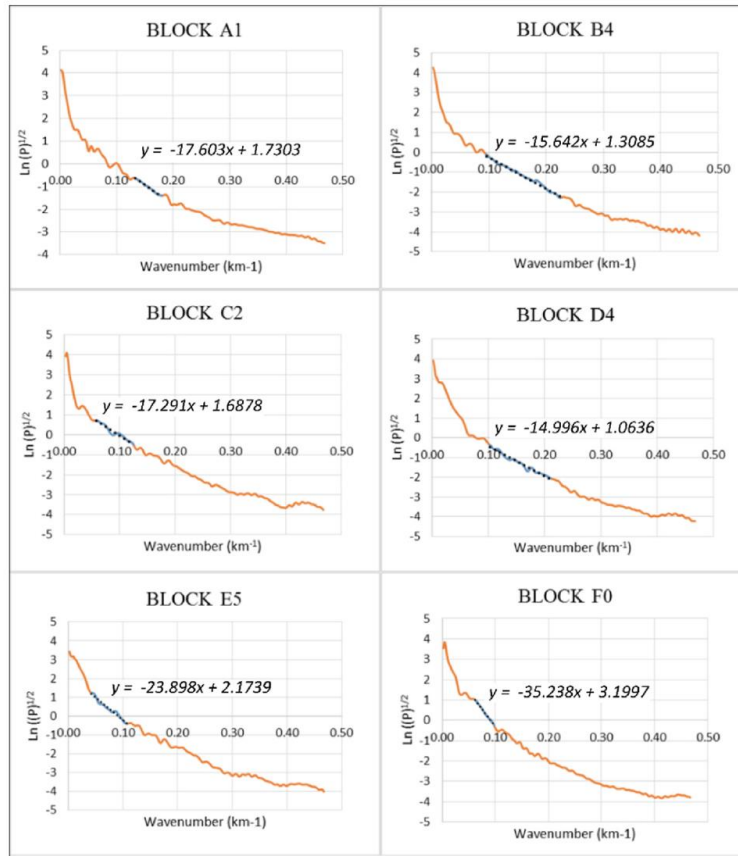 BLOCK A1
5
4
3
2
1
0
-1
-2
-3
-4
0.00 0.10 0.20 0.30 0.40 0.50
y = -17.603x + 1.7303
Ln (P)^1/2
Wavenumber (km-1)
BLOCK B4
5
4
3
2
1
0
-1
-2
-3
-4
-5
0.00 0.10 0.20 0.30 0.40 0.50
y = -15.642x + 1.3085
Ln (P)^1/2
Wavenumber (km-1)
BLOCK C2
5
4
3
2
1
0
-1
-2
-3
-4
-5
0.00 0.10 0.20 0.30 0.40 0.50
y = -17.291x + 1.6878
Ln (P)^1/2
Wavenumber (km⁻¹)
BLOCK D4
5
4
3
2
1
0
-1
-2
-3
-4
-5
0.00 0.10 0.20 0.30 0.40 0.50
y = -14.996x + 1.0636
Ln (P)^1/2
Wavenumber (km⁻¹)
BLOCK E5
5
4
3
2
1
0
-1
-2
-3
-4
-5
0.00 0.10 0.20 0.30 0.40 0.50
y = -23.898x + 2.1739
Ln ((P)^1/2
Wavenumber (km-1)
BLOCK F0
5
4
3
2
1
0
-1
-2
-3
-4
-5
0.00 0.10 0.20 0.30 0.40 0.50
y = -35.238x + 3.1997
Ln ((P)^1/2
Wavenumber (km-1)